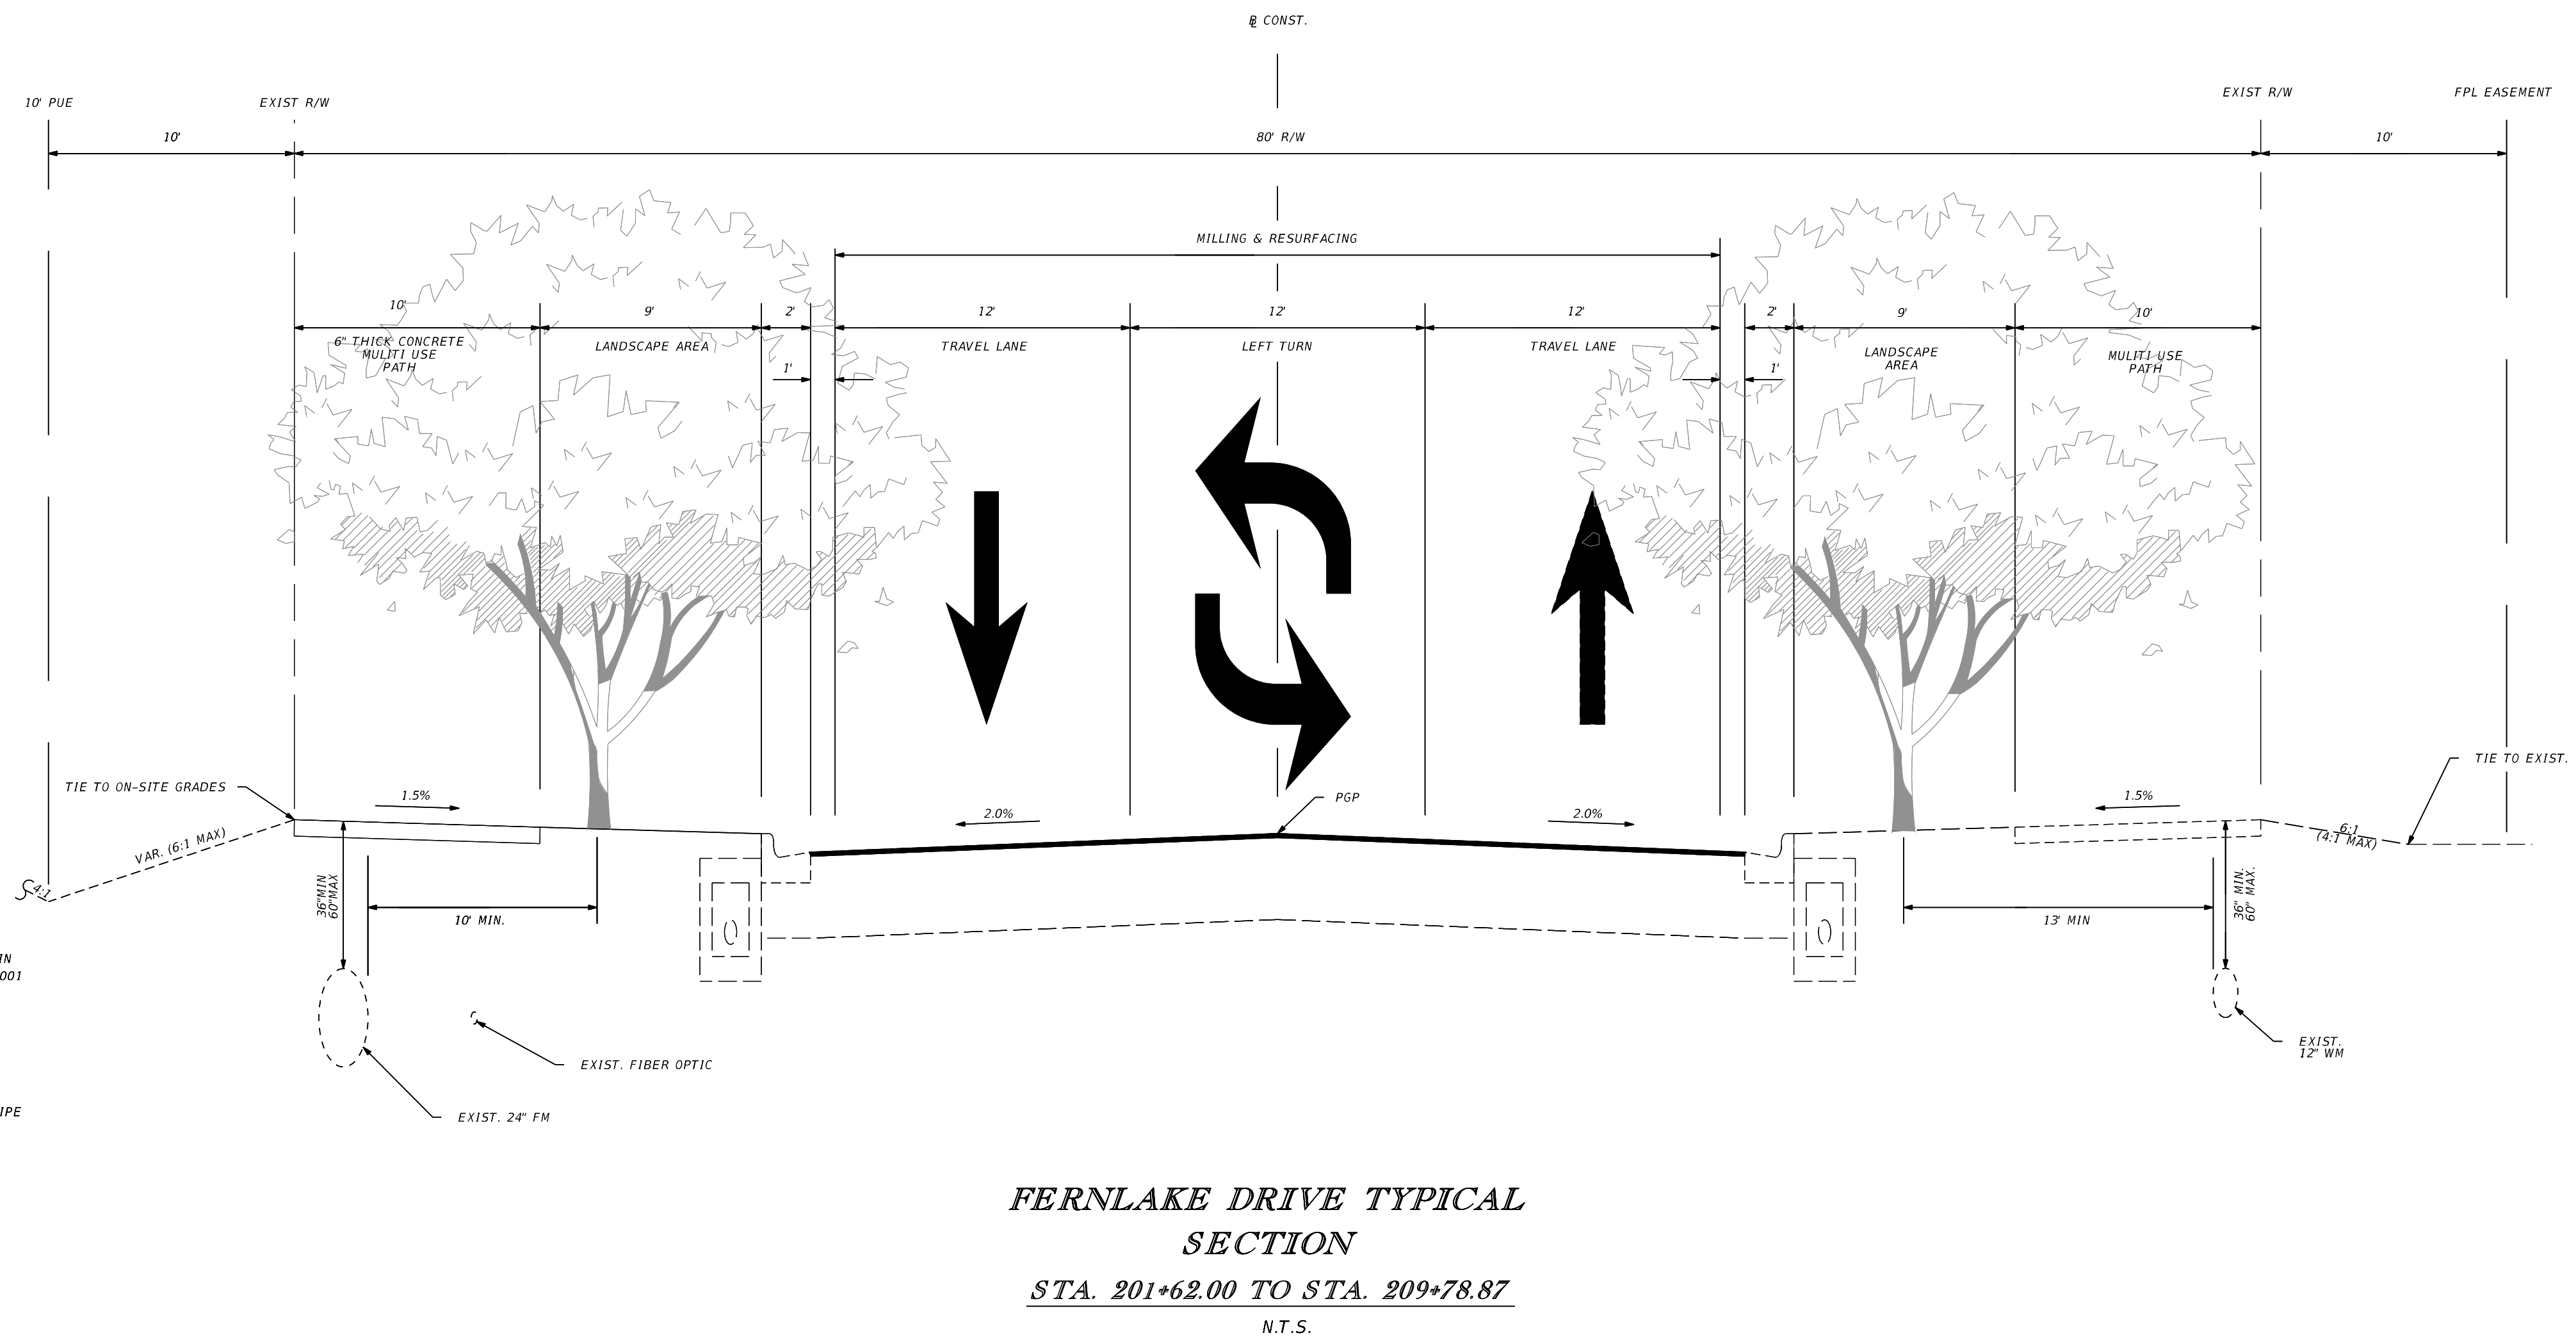 ℄ CONST.
10' PUE
EXIST R/W
EXIST R/W
FPL EASEMENT
10'
80' R/W
10'
MILLING & RESURFACING
10'
9'
2'
12'
12'
12'
2'
9'
10'
6" THICK CONCRETE
MULITI USE
PATH
LANDSCAPE AREA
1'
TRAVEL LANE
LEFT TURN
TRAVEL LANE
1'
LANDSCAPE
AREA
MULITI USE
PATH
TIE TO ON-SITE GRADES
1.5%
2.0%
PGP
2.0%
1.5%
TIE TO EXIST.
VAR. (6:1 MAX)
4:1
6:1
(4:1 MAX)
36"MIN
60"MAX
10' MIN.
13' MIN
36" MIN.
60" MAX.
IN
001
IPE
EXIST. FIBER OPTIC
EXIST. 24" FM
EXIST.
12" WM
FERNLAKE DRIVE TYPICAL
SECTION
STA. 201+62.00 TO STA. 209+78.87
N.T.S.